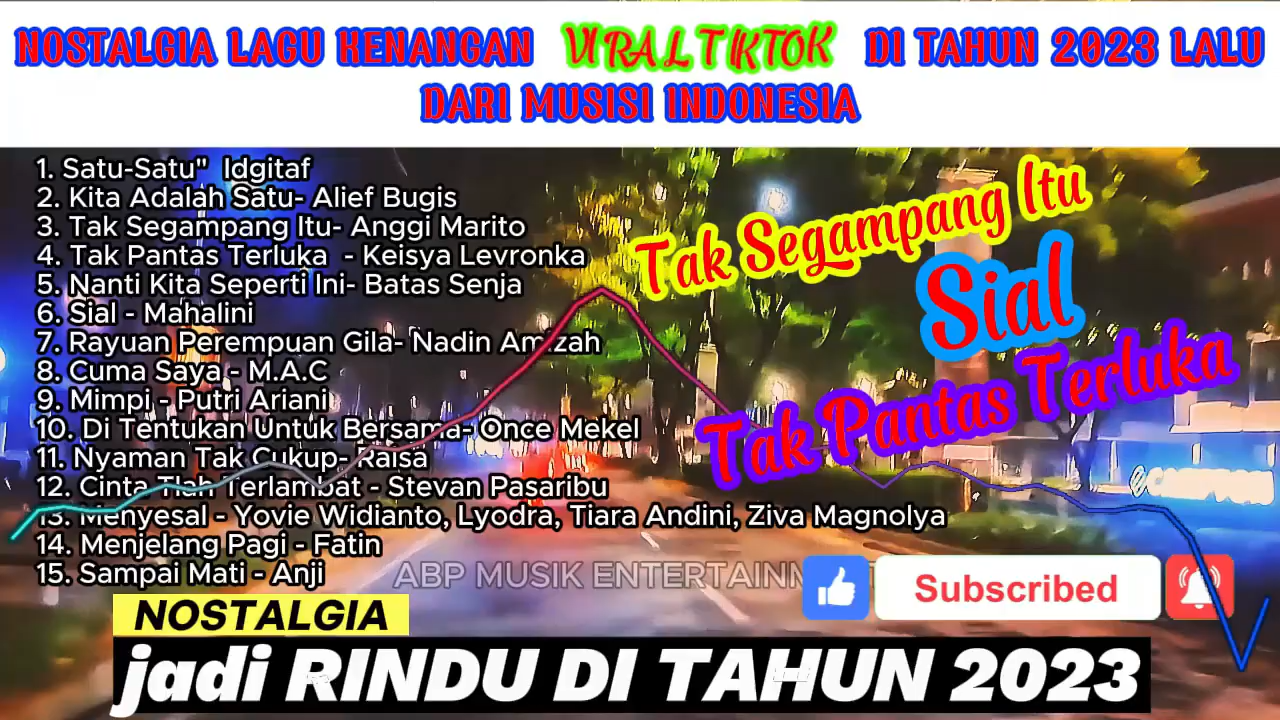 NOSTALGIA LAGU KENANGAN VIRAL TIKTOK DI TAHUN 2023 LALU
DARI MUSISI INDONESIA
1. Satu-Satu" Idgitaf
2. Kita Adalah Satu- Alief Bugis
3. Tak Segampang Itu- Anggi Marito
4. Tak Pantas Terluka - Keisya Levronka
5. Nanti Kita Seperti Ini- Batas Senja
6. Sial - Mahalini
7. Rayuan Perempuan Gila- Nadin Amizah
8. Cuma Saya - M.A.C
9. Mimpi - Putri Ariani
10. Di Tentukan Untuk Bersama- Once Mekel
11. Nyaman Tak Cukup- Raisa
12. Cinta Tlah Terlambat - Stevan Pasaribu
13. Menyesal - Yovie Widianto, Lyodra, Tiara Andini, Ziva Magnolya
14. Menjelang Pagi - Fatin
15. Sampai Mati - Anji
Tak Segampang Itu
Sial
Tak Pantas Terluka
ABP MUSIK
Subscribed
NOSTALGIA
jadi RINDU DI TAHUN 2023